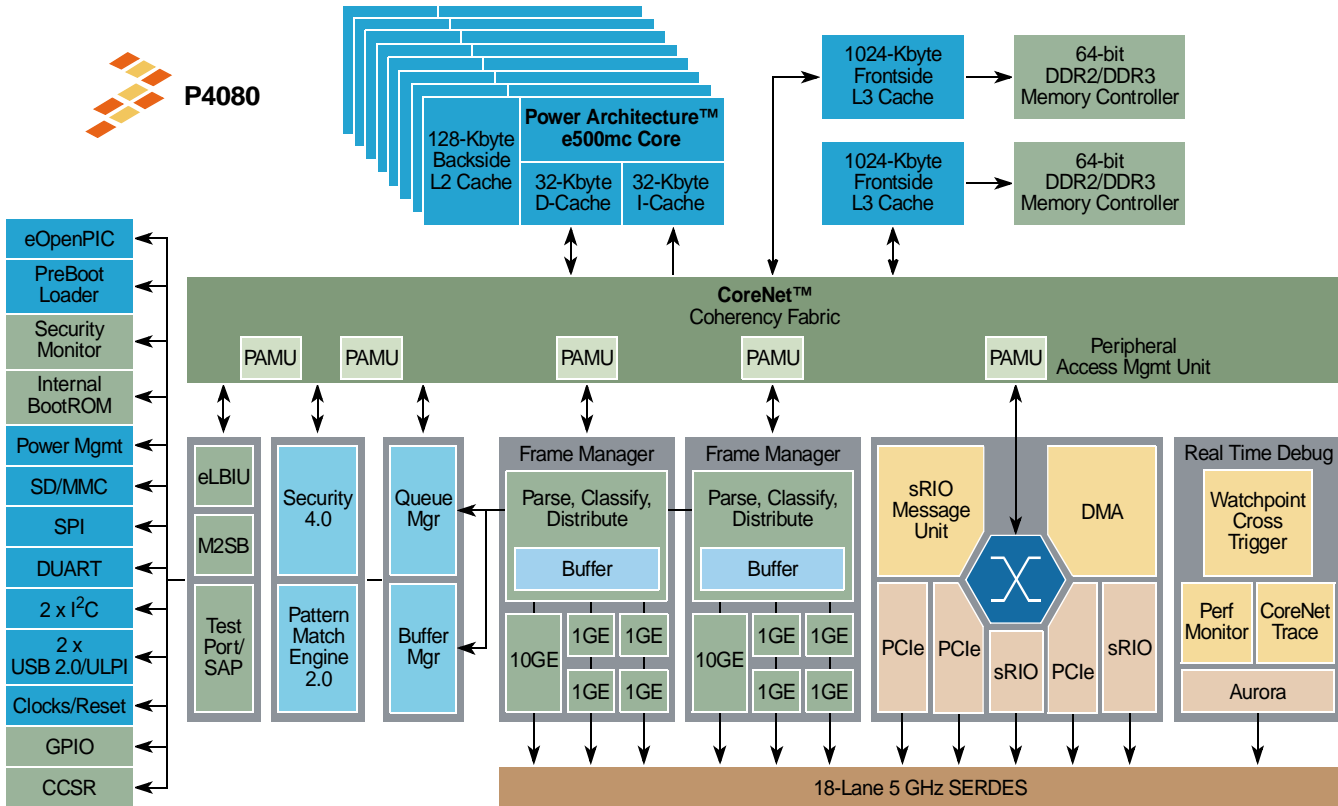 P4080
128-Kbyte
Backside
L2 Cache
Power Architecture™
e500mc Core
32-Kbyte
D-Cache
32-Kbyte
I-Cache
1024-Kbyte
Frontside
L3 Cache
64-bit
DDR2/DDR3
Memory Controller
1024-Kbyte
Frontside
L3 Cache
64-bit
DDR2/DDR3
Memory Controller
eOpenPIC
PreBoot
Loader
Security
Monitor
Internal
BootROM
Power Mgmt
SD/MMC
SPI
DUART
2 x I²C
2 x
USB 2.0/ULPI
Clocks/Reset
GPIO
CCSR
CoreNet™
Coherency Fabric
PAMU
PAMU
PAMU
PAMU
PAMU
Peripheral
Access Mgmt Unit
eLBIU
M2SB
Test
Port/
SAP
Security
4.0
Pattern
Match
Engine
2.0
Queue
Mgr
Buffer
Mgr
Frame Manager
Parse, Classify,
Distribute
Buffer
10GE
1GE
1GE
1GE
1GE
Frame Manager
Parse, Classify,
Distribute
Buffer
10GE
1GE
1GE
1GE
1GE
sRIO
Message
Unit
DMA
PCIe
PCIe
sRIO
PCIe
sRIO
Real Time Debug
Watchpoint
Cross
Trigger
Perf
Monitor
CoreNet
Trace
Aurora
18-Lane 5 GHz SERDES